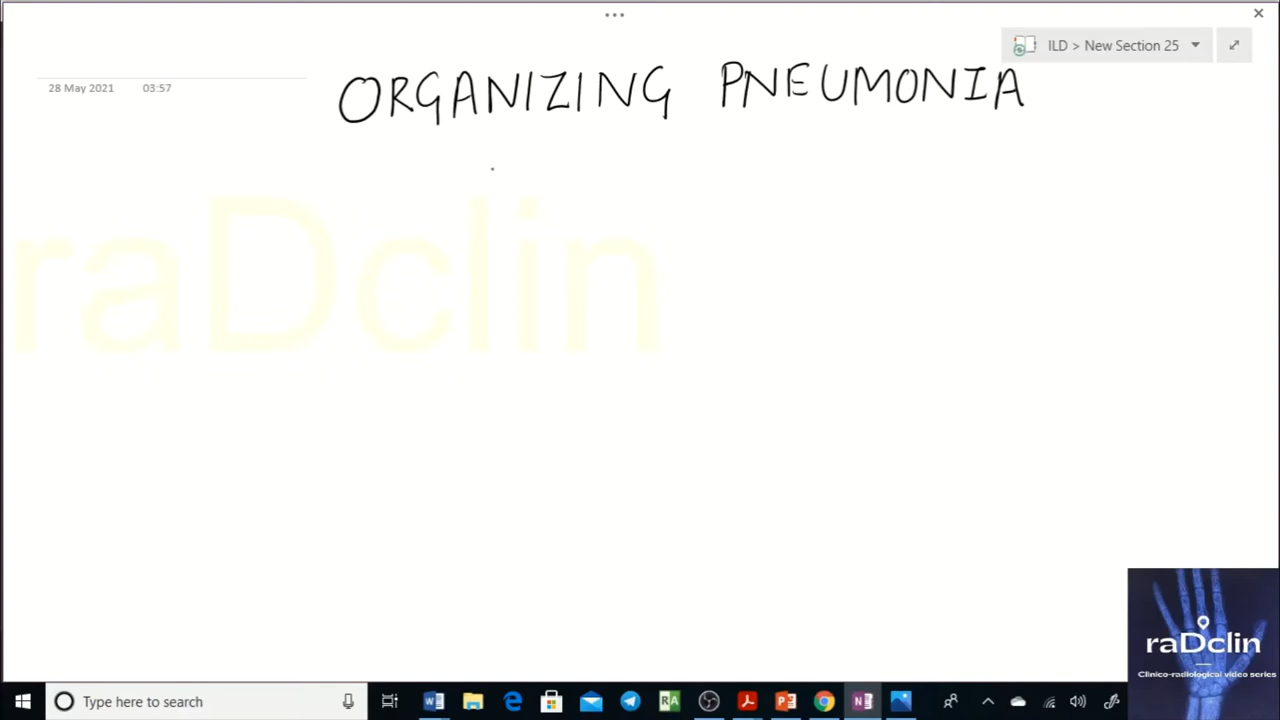 ILD > New Section 25
28 May 2021 03:57
ORGANIZING PNEUMONIA
raDclin
raDclin
Clinico-radiological video series
Type here to search